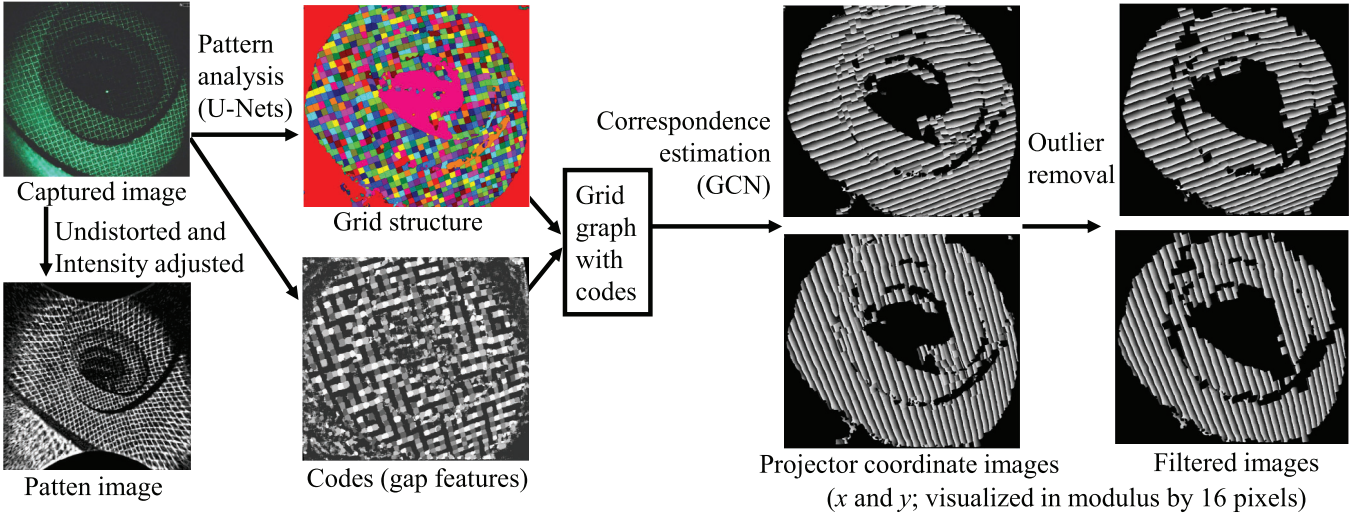 Captured image
Undistorted and
Intensity adjusted
Patten image
Pattern
analysis
(U-Nets)
Grid structure
Codes (gap features)
Grid
graph
with
codes
Correspondence
estimation
(GCN)
Outlier
removal
Projector coordinate images
Filtered images
(x and y; visualized in modulus by 16 pixels)